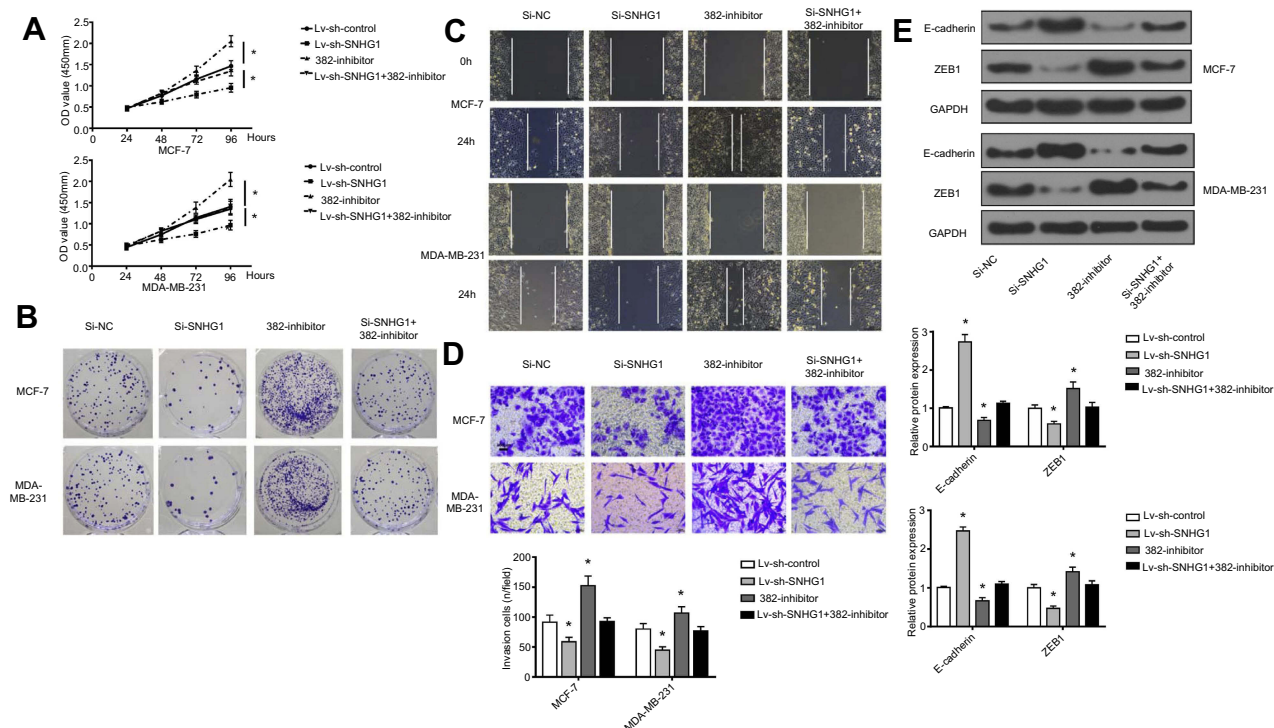 A
OD value (450mm)
2.5
2.0
1.5
1.0
0.5
0.0
0
24
48
72
96
Hours
MCF-7
*
*
Lv-sh-control
Lv-sh-SNHG1
382-inhibitor
Lv-sh-SNHG1+382-inhibitor
OD value (450mm)
2.5
2.0
1.5
1.0
0.5
0.0
0
24
48
72
96
Hours
MDA-MB-231
*
*
Lv-sh-control
Lv-sh-SNHG1
382-inhibitor
Lv-sh-SNHG1+382-inhibitor
B
Si-NC
Si-SNHG1
382-inhibitor
Si-SNHG1+
382-inhibitor
MCF-7
MDA-
MB-231
C
Si-NC
Si-SNHG1
382-inhibitor
Si-SNHG1+
382-inhibitor
0h
MCF-7
24h
0h
MDA-MB-231
24h
D
Si-NC
Si-SNHG1
382-inhibitor
Si-SNHG1+
382-inhibitor
MCF-7
MDA-
MB-231
Invasion cells (n/field)
200
150
100
50
0
*
*
*
*
MCF-7
MDA-MB-231
Lv-sh-control
Lv-sh-SNHG1
382-inhibitor
Lv-sh-SNHG1+382-inhibitor
E
E-cadherin
ZEB1
MCF-7
GAPDH
E-cadherin
ZEB1
MDA-MB-231
GAPDH
Si-NC
Si-SNHG1
382-inhibitor
Si-SNHG1+
382-inhibitor
Relative protein expression
3
2
1
0
*
*
*
*
E-cadherin
ZEB1
Lv-sh-control
Lv-sh-SNHG1
382-inhibitor
Lv-sh-SNHG1+382-inhibitor
Relative protein expression
3
2
1
0
*
*
*
*
E-cadherin
ZEB1
Lv-sh-control
Lv-sh-SNHG1
382-inhibitor
Lv-sh-SNHG1+382-inhibitor